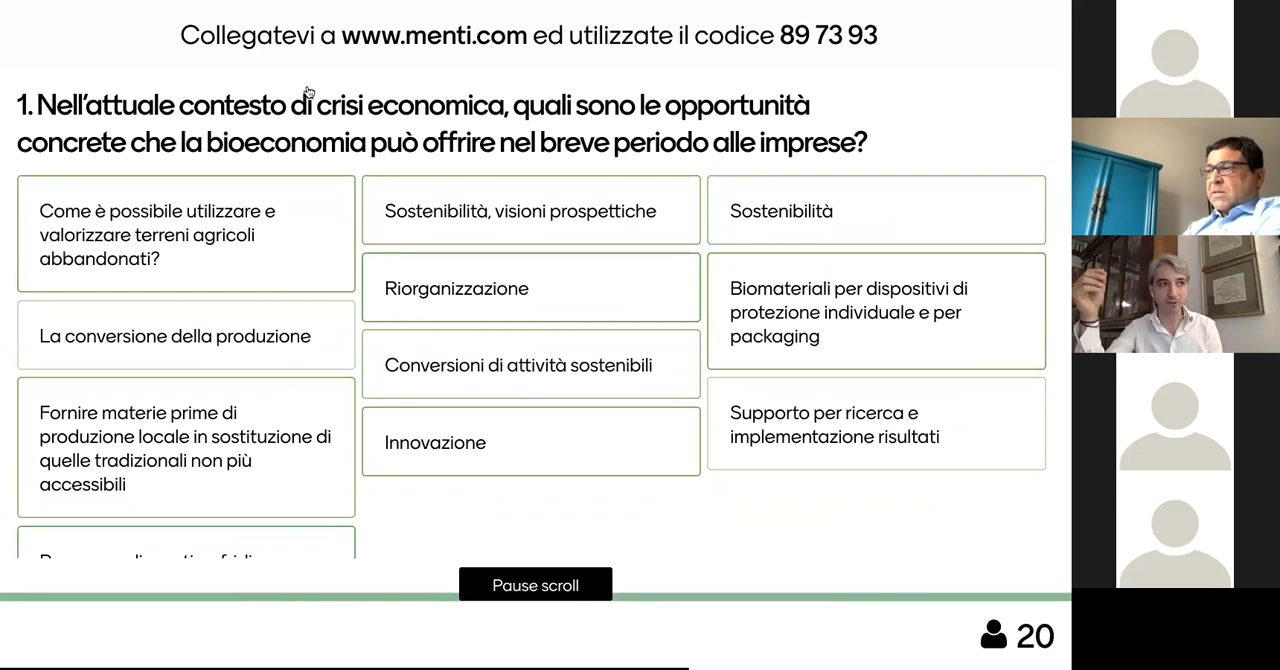 Collegatevi a www.menti.com ed utilizzate il codice 89 73 93
1. Nell'attuale contesto di crisi economica, quali sono le opportunità
concrete che la bioeconomia può offrire nel breve periodo alle imprese?
Come è possibile utilizzare e
valorizzare terreni agricoli
abbandonati?
La conversione della produzione
Fornire materie prime di
produzione locale in sostituzione di
quelle tradizionali non più
accessibili
Sostenibilità, visioni prospettiche
Riorganizzazione
Conversioni di attività sostenibili
Innovazione
Sostenibilità
Biomateriali per dispositivi di
protezione individuale e per
packaging
Supporto per ricerca e
implementazione risultati
Pause scroll
20